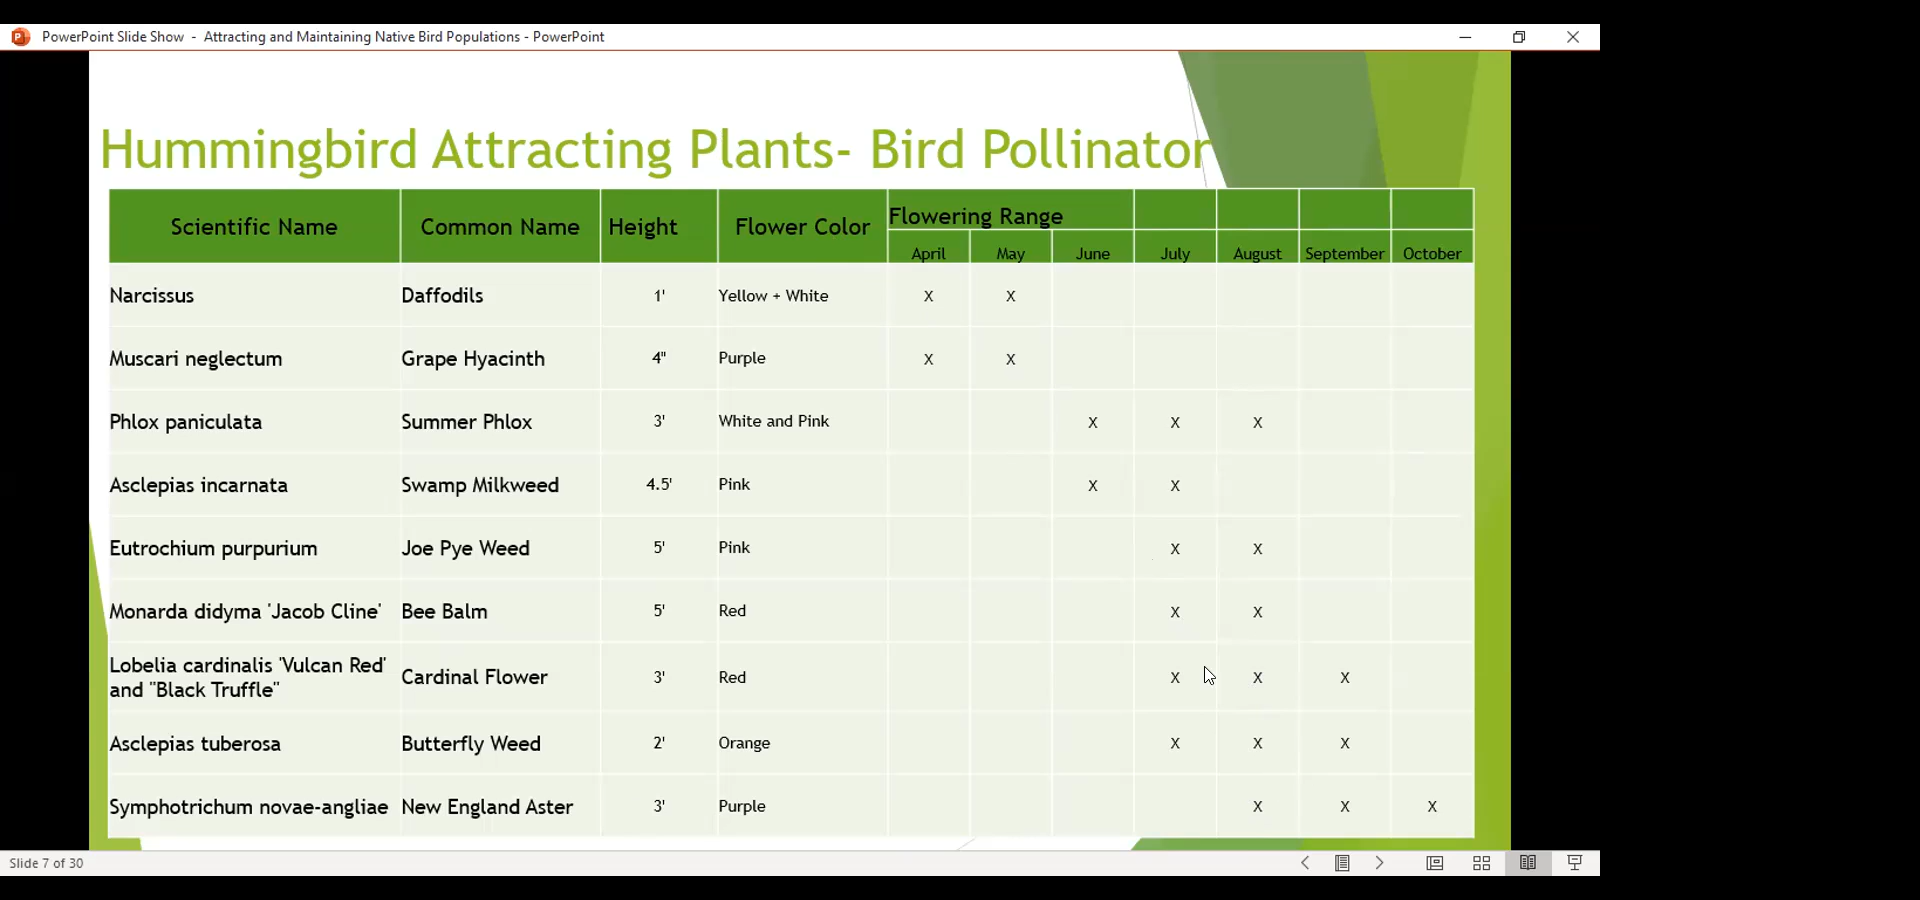 PowerPoint Slide Show - Attracting and Maintaining Native Bird Populations - PowerPoint
Hummingbird Attracting Plants- Bird Pollinator
Scientific Name Common Name Height Flower Color Flowering Range
April May June July August September October
Narcissus Daffodils 1' Yellow + White X X
Muscari neglectum Grape Hyacinth 4" Purple X X
Phlox paniculata Summer Phlox 3' White and Pink X X X
Asclepias incarnata Swamp Milkweed 4.5' Pink X X
Eutrochium purpurium Joe Pye Weed 5' Pink X X
Monarda didyma 'Jacob Cline' Bee Balm 5' Red X X
Lobelia cardinalis 'Vulcan Red'
and "Black Truffle" Cardinal Flower 3' Red X X X
Asclepias tuberosa Butterfly Weed 2' Orange X X X
Symphotrichum novae-angliae New England Aster 3' Purple X X X
Slide 7 of 30